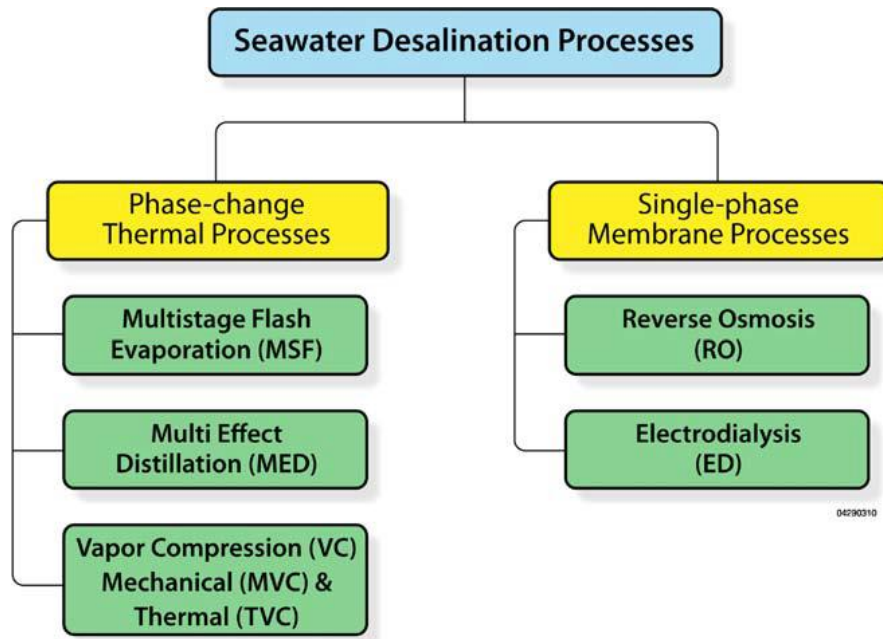 Seawater Desalination Processes
Phase-change
Thermal Processes
Multistage Flash
Evaporation (MSF)
Multi Effect
Distillation (MED)
Vapor Compression (VC)
Mechanical (MVC) &
Thermal (TVC)
Single-phase
Membrane Processes
Reverse Osmosis
(RO)
Electrodialysis
(ED)
04290310